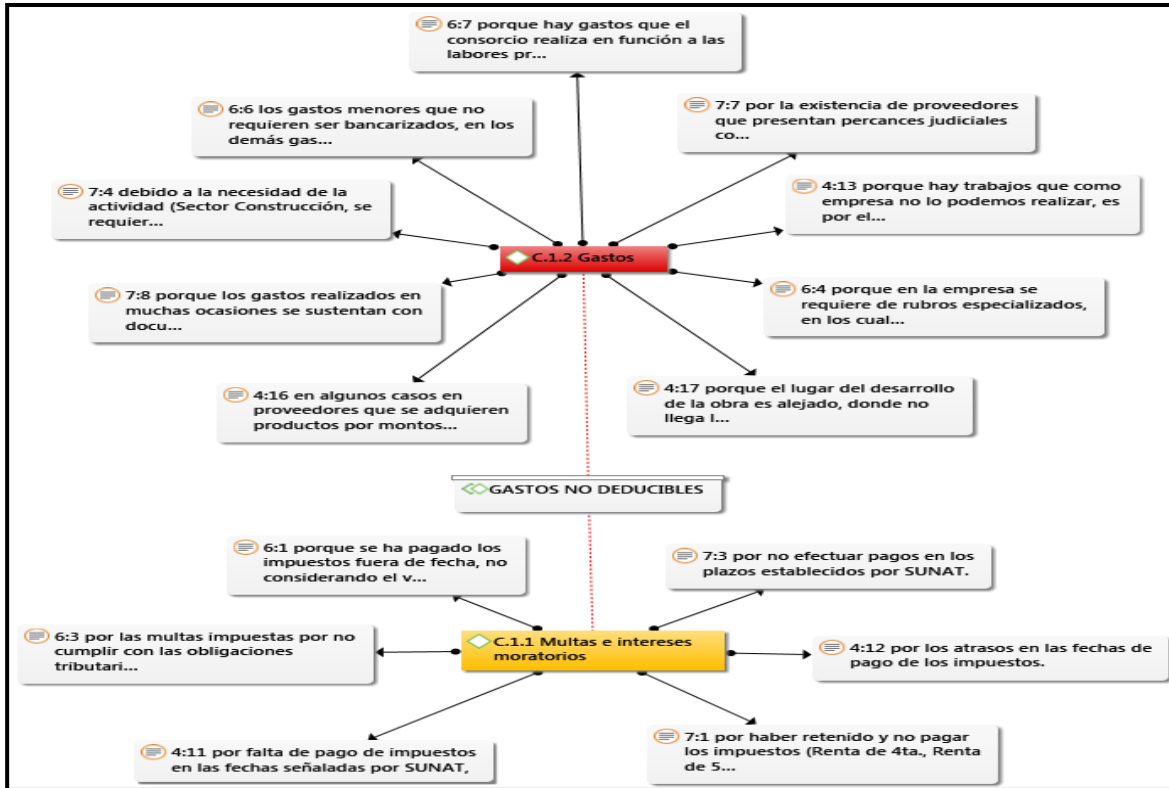 6:7 porque hay gastos que el
consorcio realiza en función a las
labores pr...
6:6 los gastos menores que no
requieren ser bancarizados, en los
demás gas...
7:7 por la existencia de proveedores
que presentan percances judiciales
co...
7:4 debido a la necesidad de la
actividad (Sector Construcción, se
requier...
4:13 porque hay trabajos que como
empresa no lo podemos realizar, es
por el...
C.1.2 Gastos
7:8 porque los gastos realizados en
muchas ocasiones se sustentan con
docu...
6:4 porque en la empresa se
requiere de rubros especializados,
en los cual...
4:16 en algunos casos en
proveedores que se adquieren
productos por montos...
4:17 porque el lugar del desarrollo
de la obra es alejado, donde no
llega l...
GASTOS NO DEDUCIBLES
6:1 porque se ha pagado los
impuestos fuera de fecha, no
considerando el v...
7:3 por no efectuar pagos en los
plazos establecidos por SUNAT.
6:3 por las multas impuestas por no
cumplir con las obligaciones
tributari...
C.1.1 Multas e intereses
moratorios
4:12 por los atrasos en las fechas de
pago de los impuestos.
4:11 por falta de pago de impuestos
en las fechas señaladas por SUNAT,
7:1 por haber retenido y no pagar
los impuestos (Renta de 4ta., Renta
de 5...